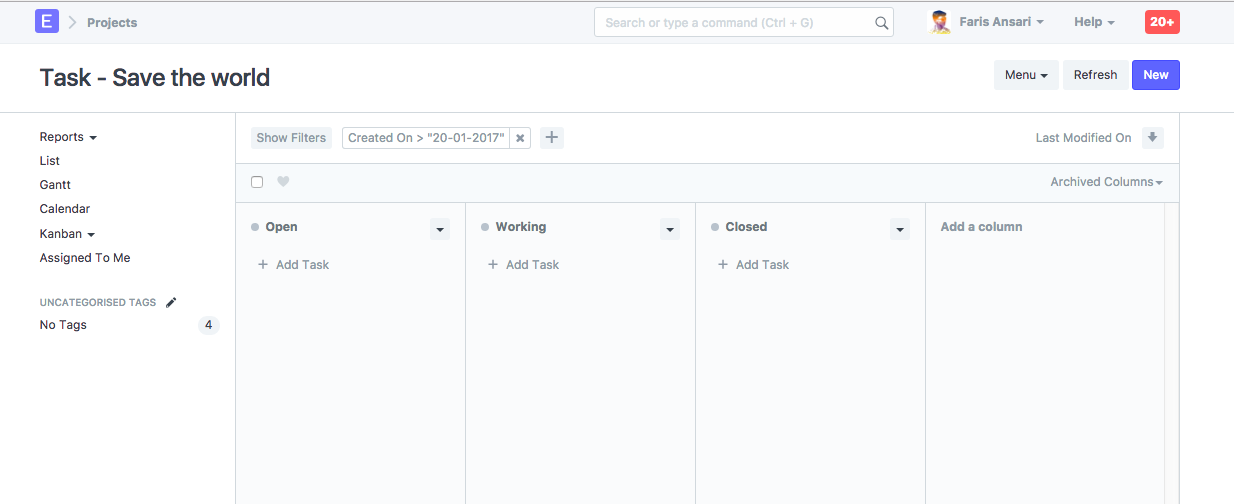 E Projects Search or type a command (Ctrl + G) Faris Ansari Help 20+
Task - Save the world Menu Refresh New
Reports
List
Gantt
Calendar
Kanban
Assigned To Me
UNCATEGORISED TAGS
No Tags 4
Show Filters Created On > "20-01-2017" Last Modified On
Archived Columns
Open Working Closed Add a column
Add Task Add Task Add Task